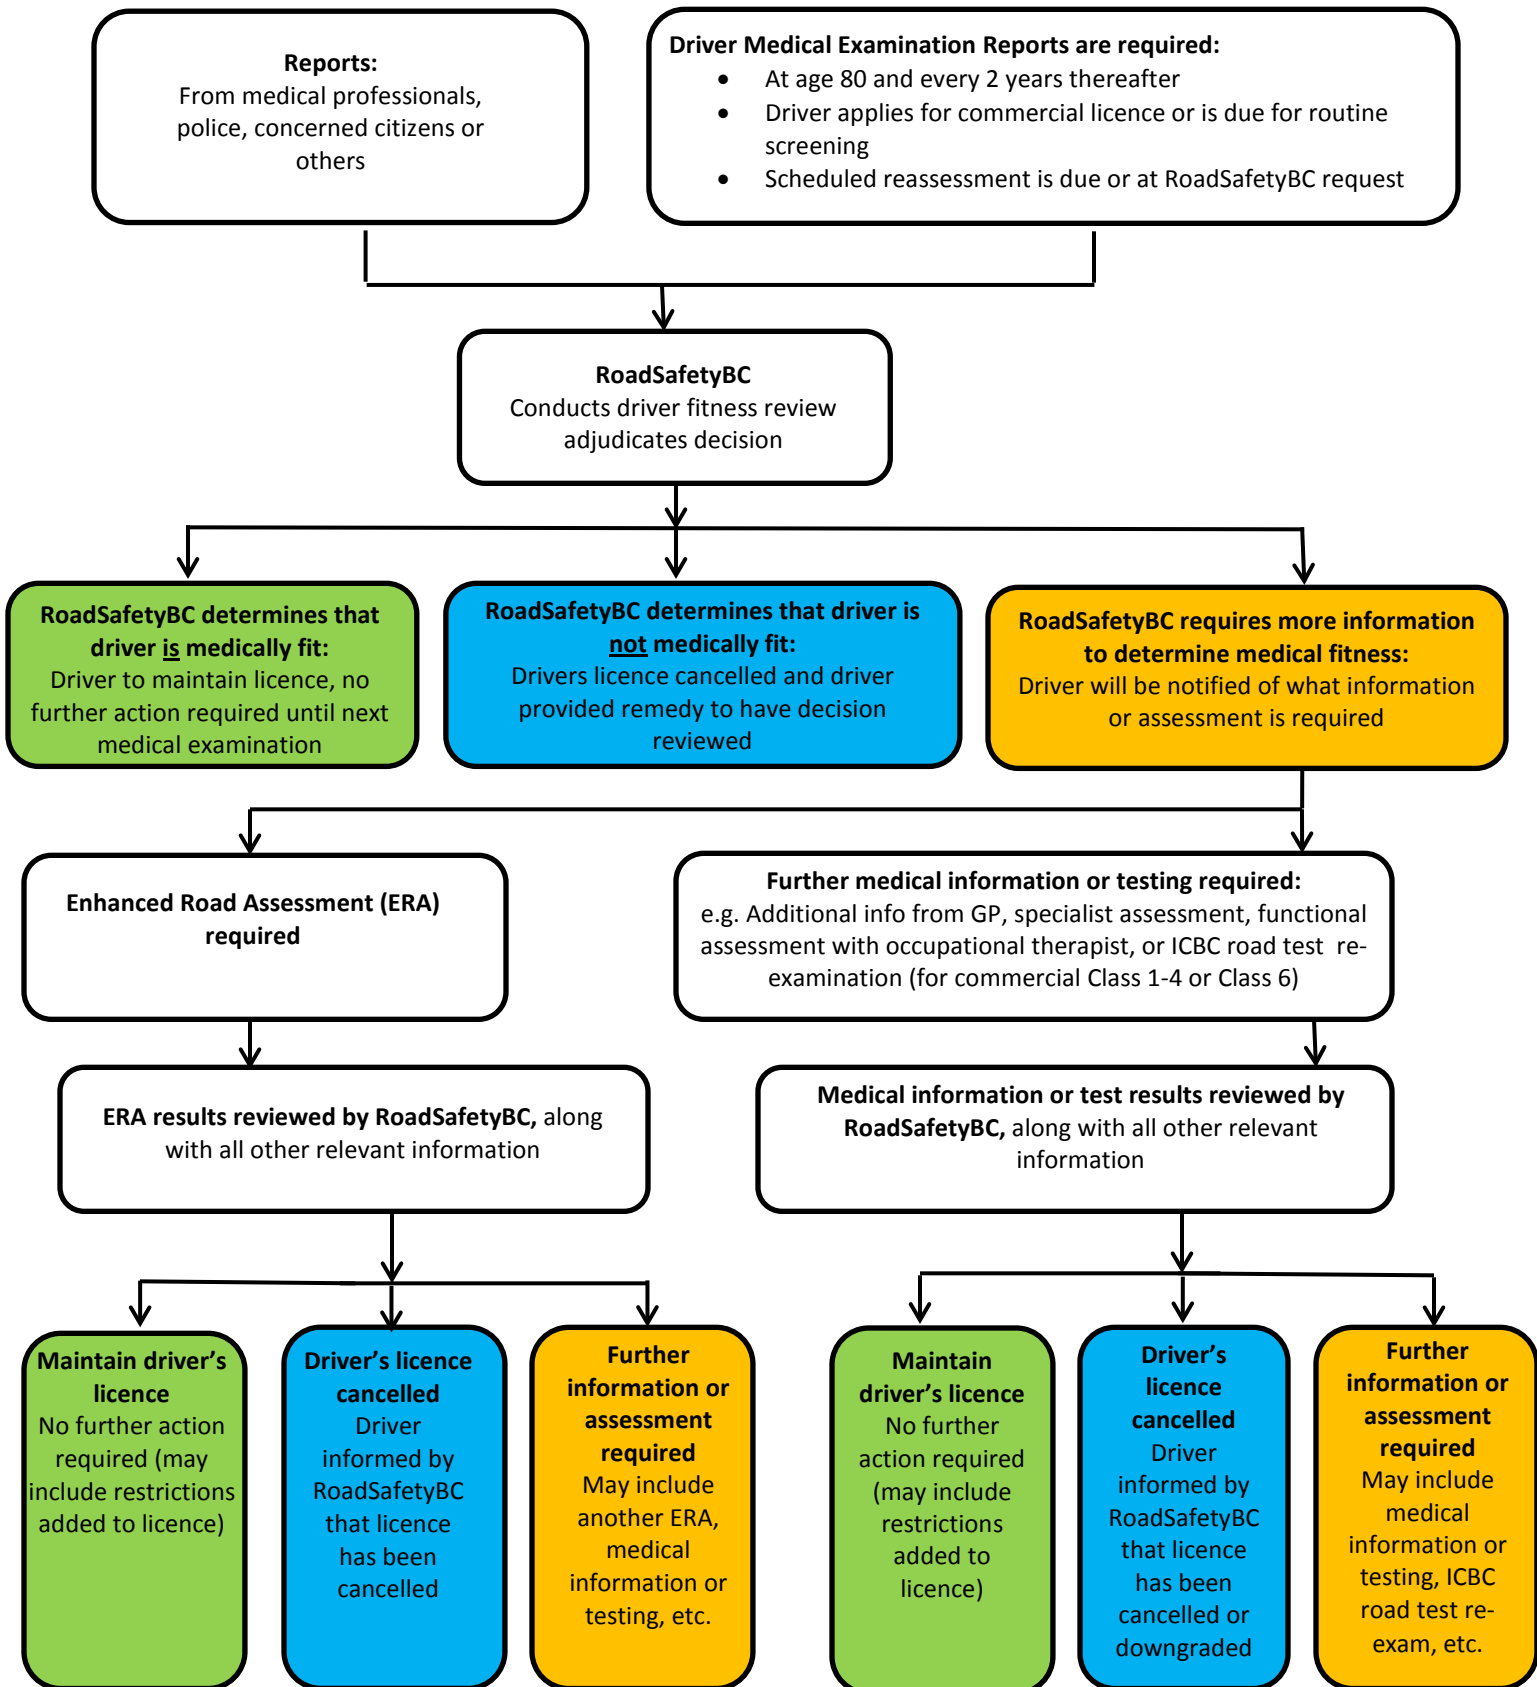 Reports:
From medical professionals,
police, concerned citizens or
others
Driver Medical Examination Reports are required:
• At age 80 and every 2 years thereafter
• Driver applies for commercial licence or is due for routine
screening
• Scheduled reassessment is due or at RoadSafetyBC request
RoadSafetyBC
Conducts driver fitness review
adjudicates decision
RoadSafetyBC determines that
driver is medically fit:
Driver to maintain licence, no
further action required until next
medical examination
RoadSafetyBC determines that driver is
not medically fit:
Drivers licence cancelled and driver
provided remedy to have decision
reviewed
RoadSafetyBC requires more information
to determine medical fitness:
Driver will be notified of what information
or assessment is required
Enhanced Road Assessment (ERA)
required
Further medical information or testing required:
e.g. Additional info from GP, specialist assessment, functional
assessment with occupational therapist, or ICBC road test re-
examination (for commercial Class 1-4 or Class 6)
ERA results reviewed by RoadSafetyBC, along
with all other relevant information
Medical information or test results reviewed by
RoadSafetyBC, along with all other relevant
information
Maintain driver's
licence
No further action
required (may
include restrictions
added to licence)
Driver's licence
cancelled
Driver
informed by
RoadSafetyBC
that licence
has been
cancelled
Further
information or
assessment
required
May include
another ERA,
medical
information or
testing, etc.
Maintain
driver's licence
No further
action required
(may include
restrictions
added to
licence)
Driver's
licence
cancelled
Driver
informed by
RoadSafetyBC
that licence
has been
cancelled or
downgraded
Further
information or
assessment
required
May include
medical
information or
testing, ICBC
road test re-
exam, etc.